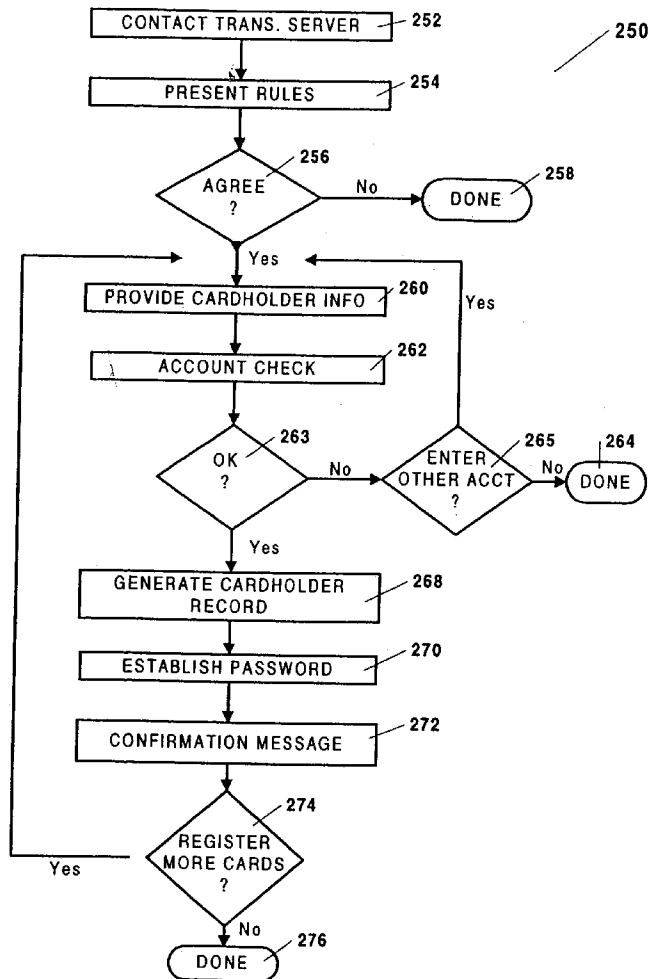 CONTACT TRANS. SERVER
252
250
PRESENT RULES
254
256
AGREE
?
No
DONE
258
Yes
PROVIDE CARDHOLDER INFO
260
Yes
ACCOUNT CHECK
262
263
OK
?
No
265
ENTER
OTHER ACCT
?
No
264
DONE
Yes
GENERATE CARDHOLDER
RECORD
268
ESTABLISH PASSWORD
270
CONFIRMATION MESSAGE
272
274
REGISTER
MORE CARDS
?
Yes
No
DONE
276